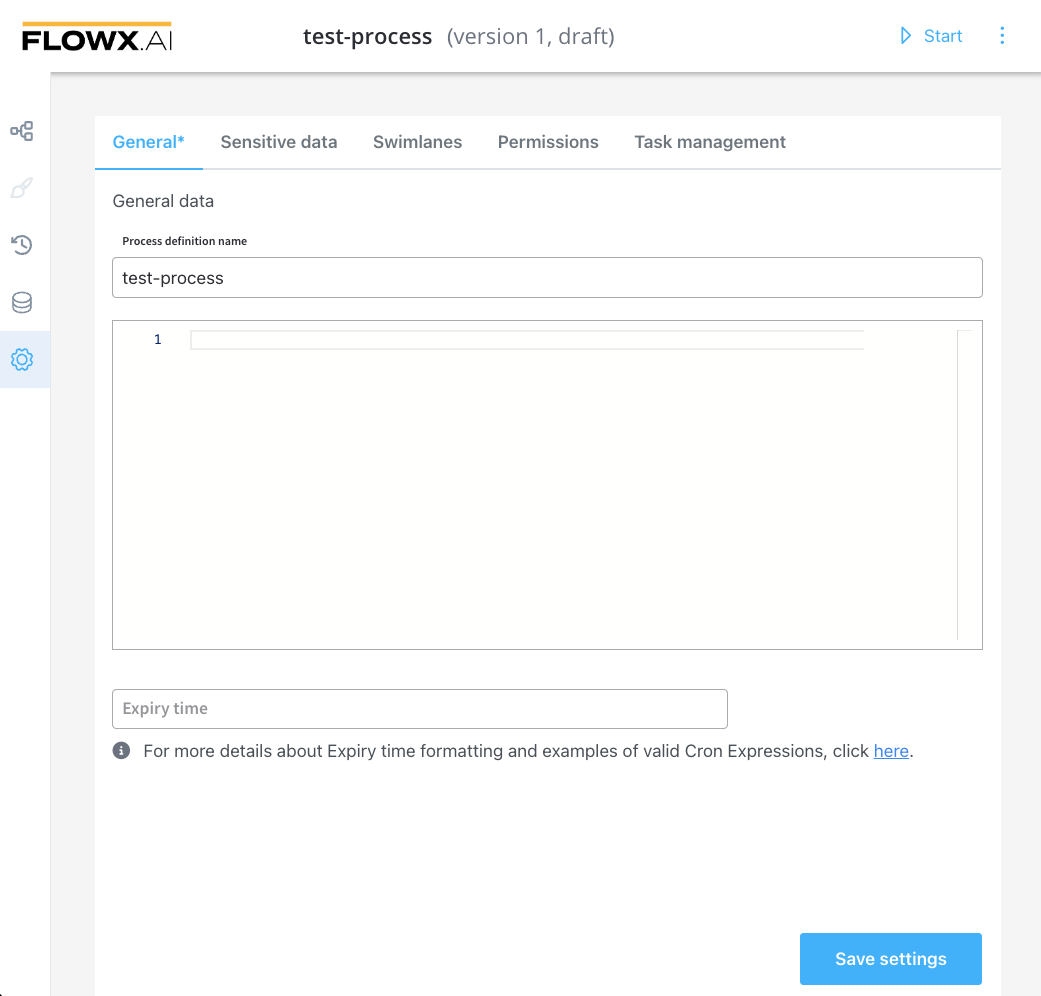 FLOWX.AI
test-process (version 1, draft)
Start
General* Sensitive data Swimlanes Permissions Task management
General data
Process definition name
test-process
1
Expiry time
For more details about Expiry time formatting and examples of valid Cron Expressions, click here.
Save settings